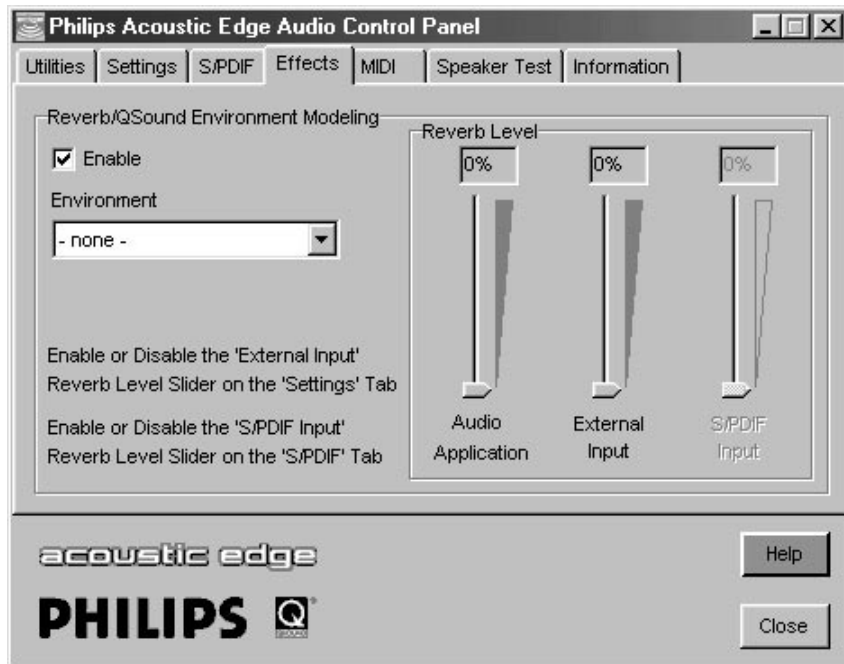 Philips Acoustic Edge Audio Control Panel
Utilities Settings S/PDIF Effects MIDI Speaker Test Information
Reverb/QSound Environment Modeling
Enable
Environment
- none -
Enable or Disable the 'External Input'
Reverb Level Slider on the 'Settings' Tab
Enable or Disable the 'S/PDIF Input'
Reverb Level Slider on the 'S/PDIF' Tab
Reverb Level
0% 0% 0%
Audio Application
External Input
S/PDIF Input
acoustic edge
PHILIPS Q
Help
Close